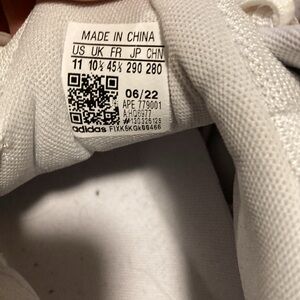 MADE IN CHINA
US UK FR JP CHN
11 10½ 45⅓ 290 280
06/22
APE 779001
adidas